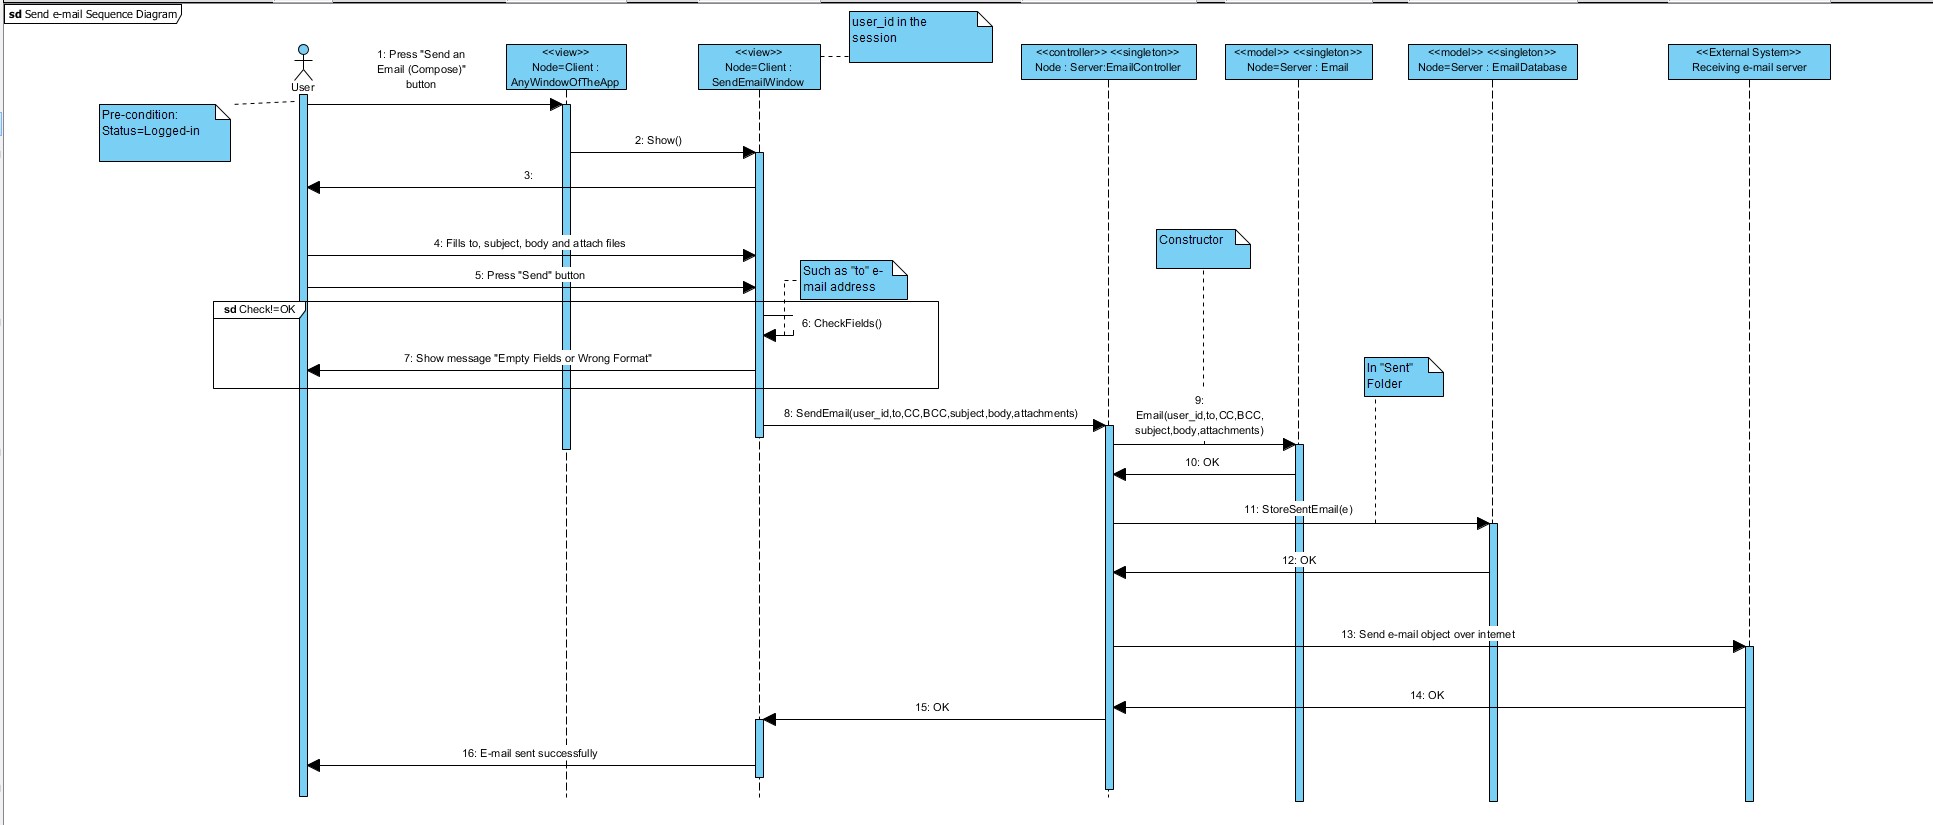 sd Send e-mail Sequence Diagram
user_id in the
session
1: Press "Send an
Email (Compose)"
button
<<view>>
Node=Client :
AnyWindowOfTheApp
<<view>>
Node=Client :
SendEmailWindow
<<controller>> <<singleton>>
Node : Server:EmailController
<<model>> <<singleton>>
Node=Server : Email
<<model>> <<singleton>>
Node=Server : EmailDatabase
<<External System>>
Receiving e-mail server
User
Pre-condition:
Status=Logged-in
2: Show()
3:
4: Fills to, subject, body and attach files
5: Press "Send" button
Constructor
Such as "to" e-
mail address
sd Check!=OK
6: CheckFields()
7: Show message "Empty Fields or Wrong Format"
In "Sent"
Folder
8: SendEmail(user_id,to,CC,BCC,subject,body,attachments)
9:
Email(user_id,to,CC,BCC,
subject,body,attachments)
10: OK
11: StoreSentEmail(e)
12: OK
13: Send e-mail object over internet
14: OK
15: OK
16: E-mail sent successfully